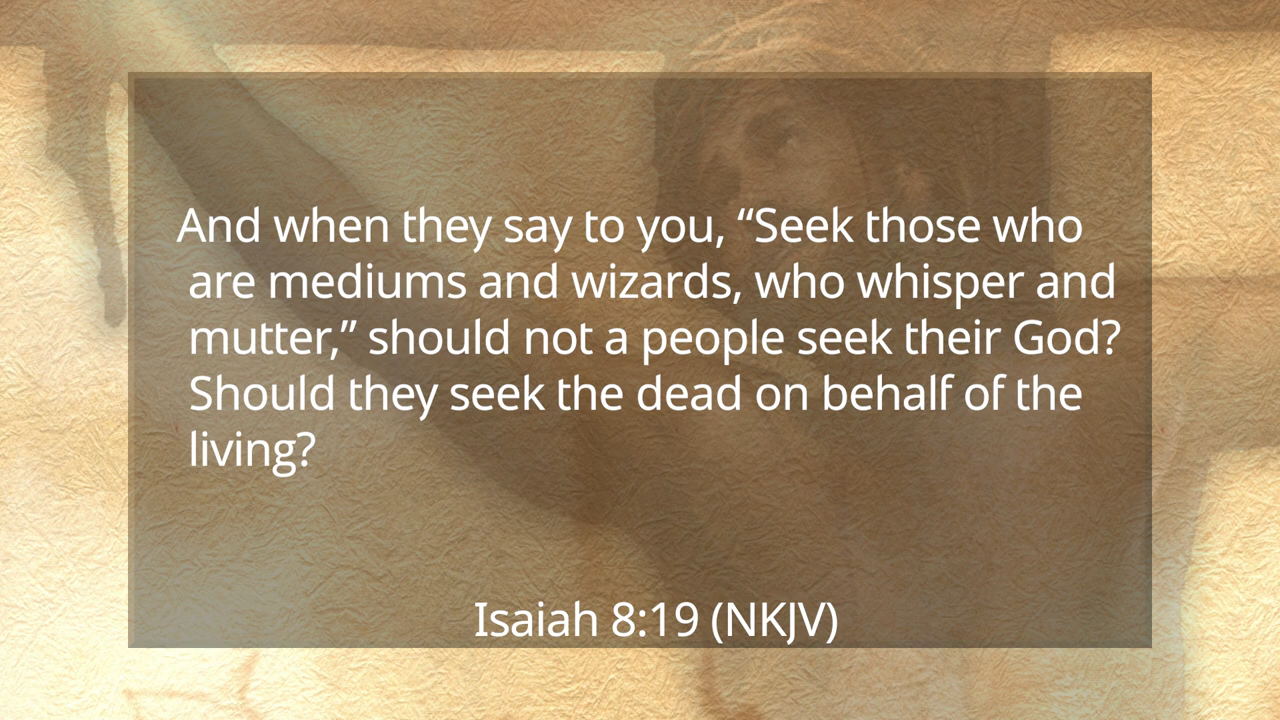 And when they say to you, “Seek those who
are mediums and wizards, who whisper and
mutter,” should not a people seek their God?
Should they seek the dead on behalf of the
living?
Isaiah 8:19 (NKJV)